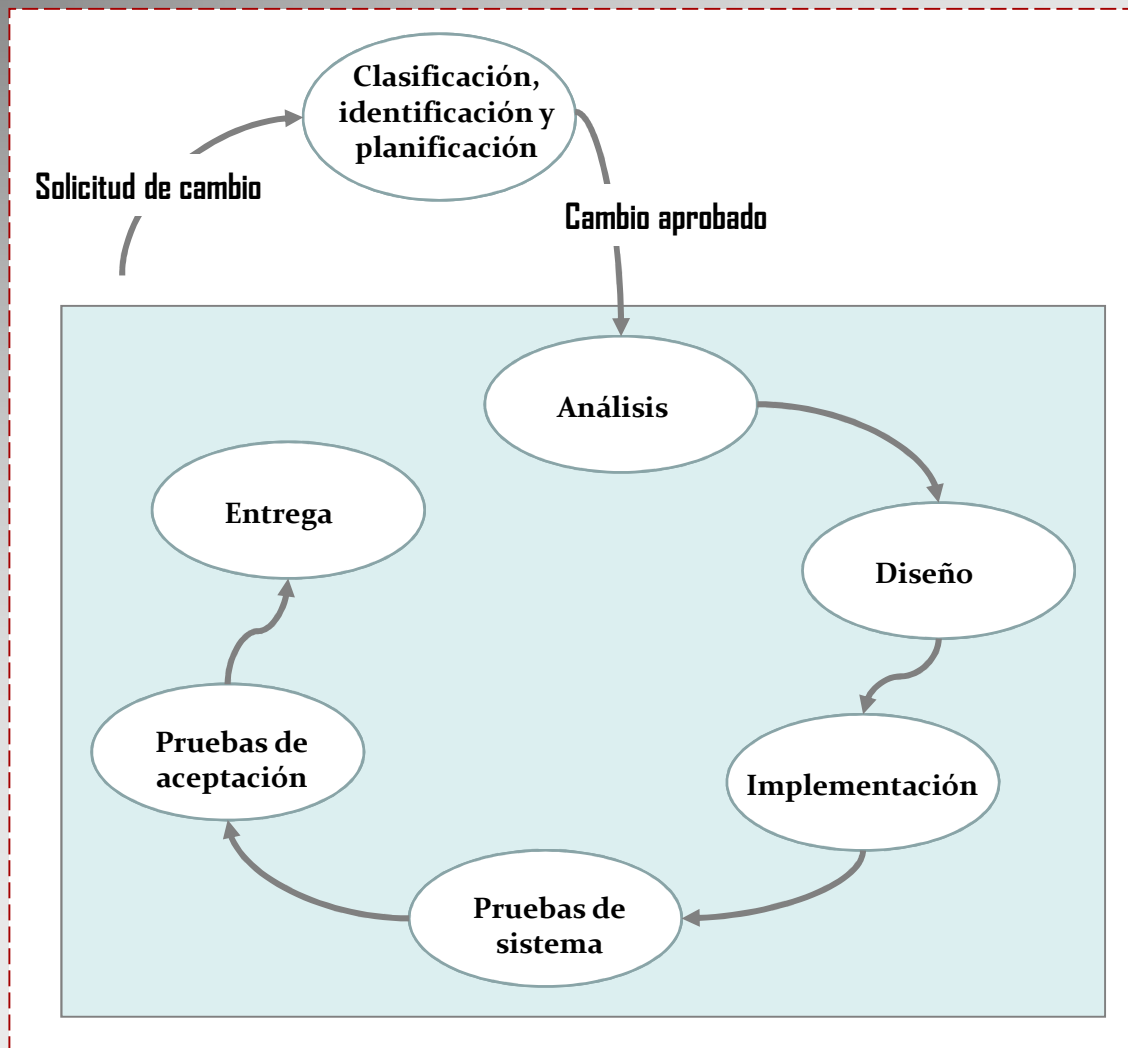 Clasificación,
identificación y
planificación
Solicitud de cambio
Cambio aprobado
Análisis
Diseño
Implementación
Pruebas de
sistema
Pruebas de
aceptación
Entrega